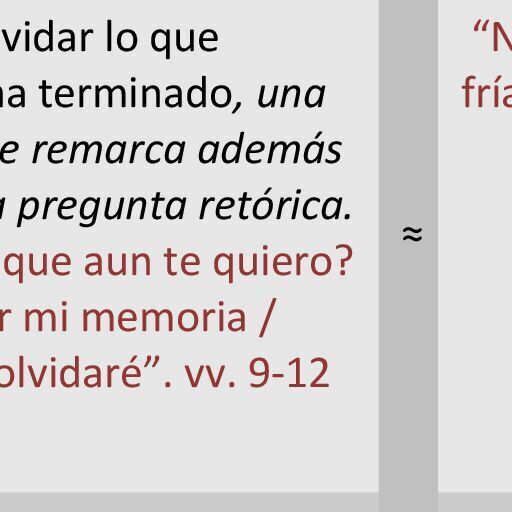 vidar lo que
a terminado, una
e remarca además
a pregunta retórica.
que aun te quiero?
r mi memoria /
olvidaré”. vv. 9-12
≈
“N
fría